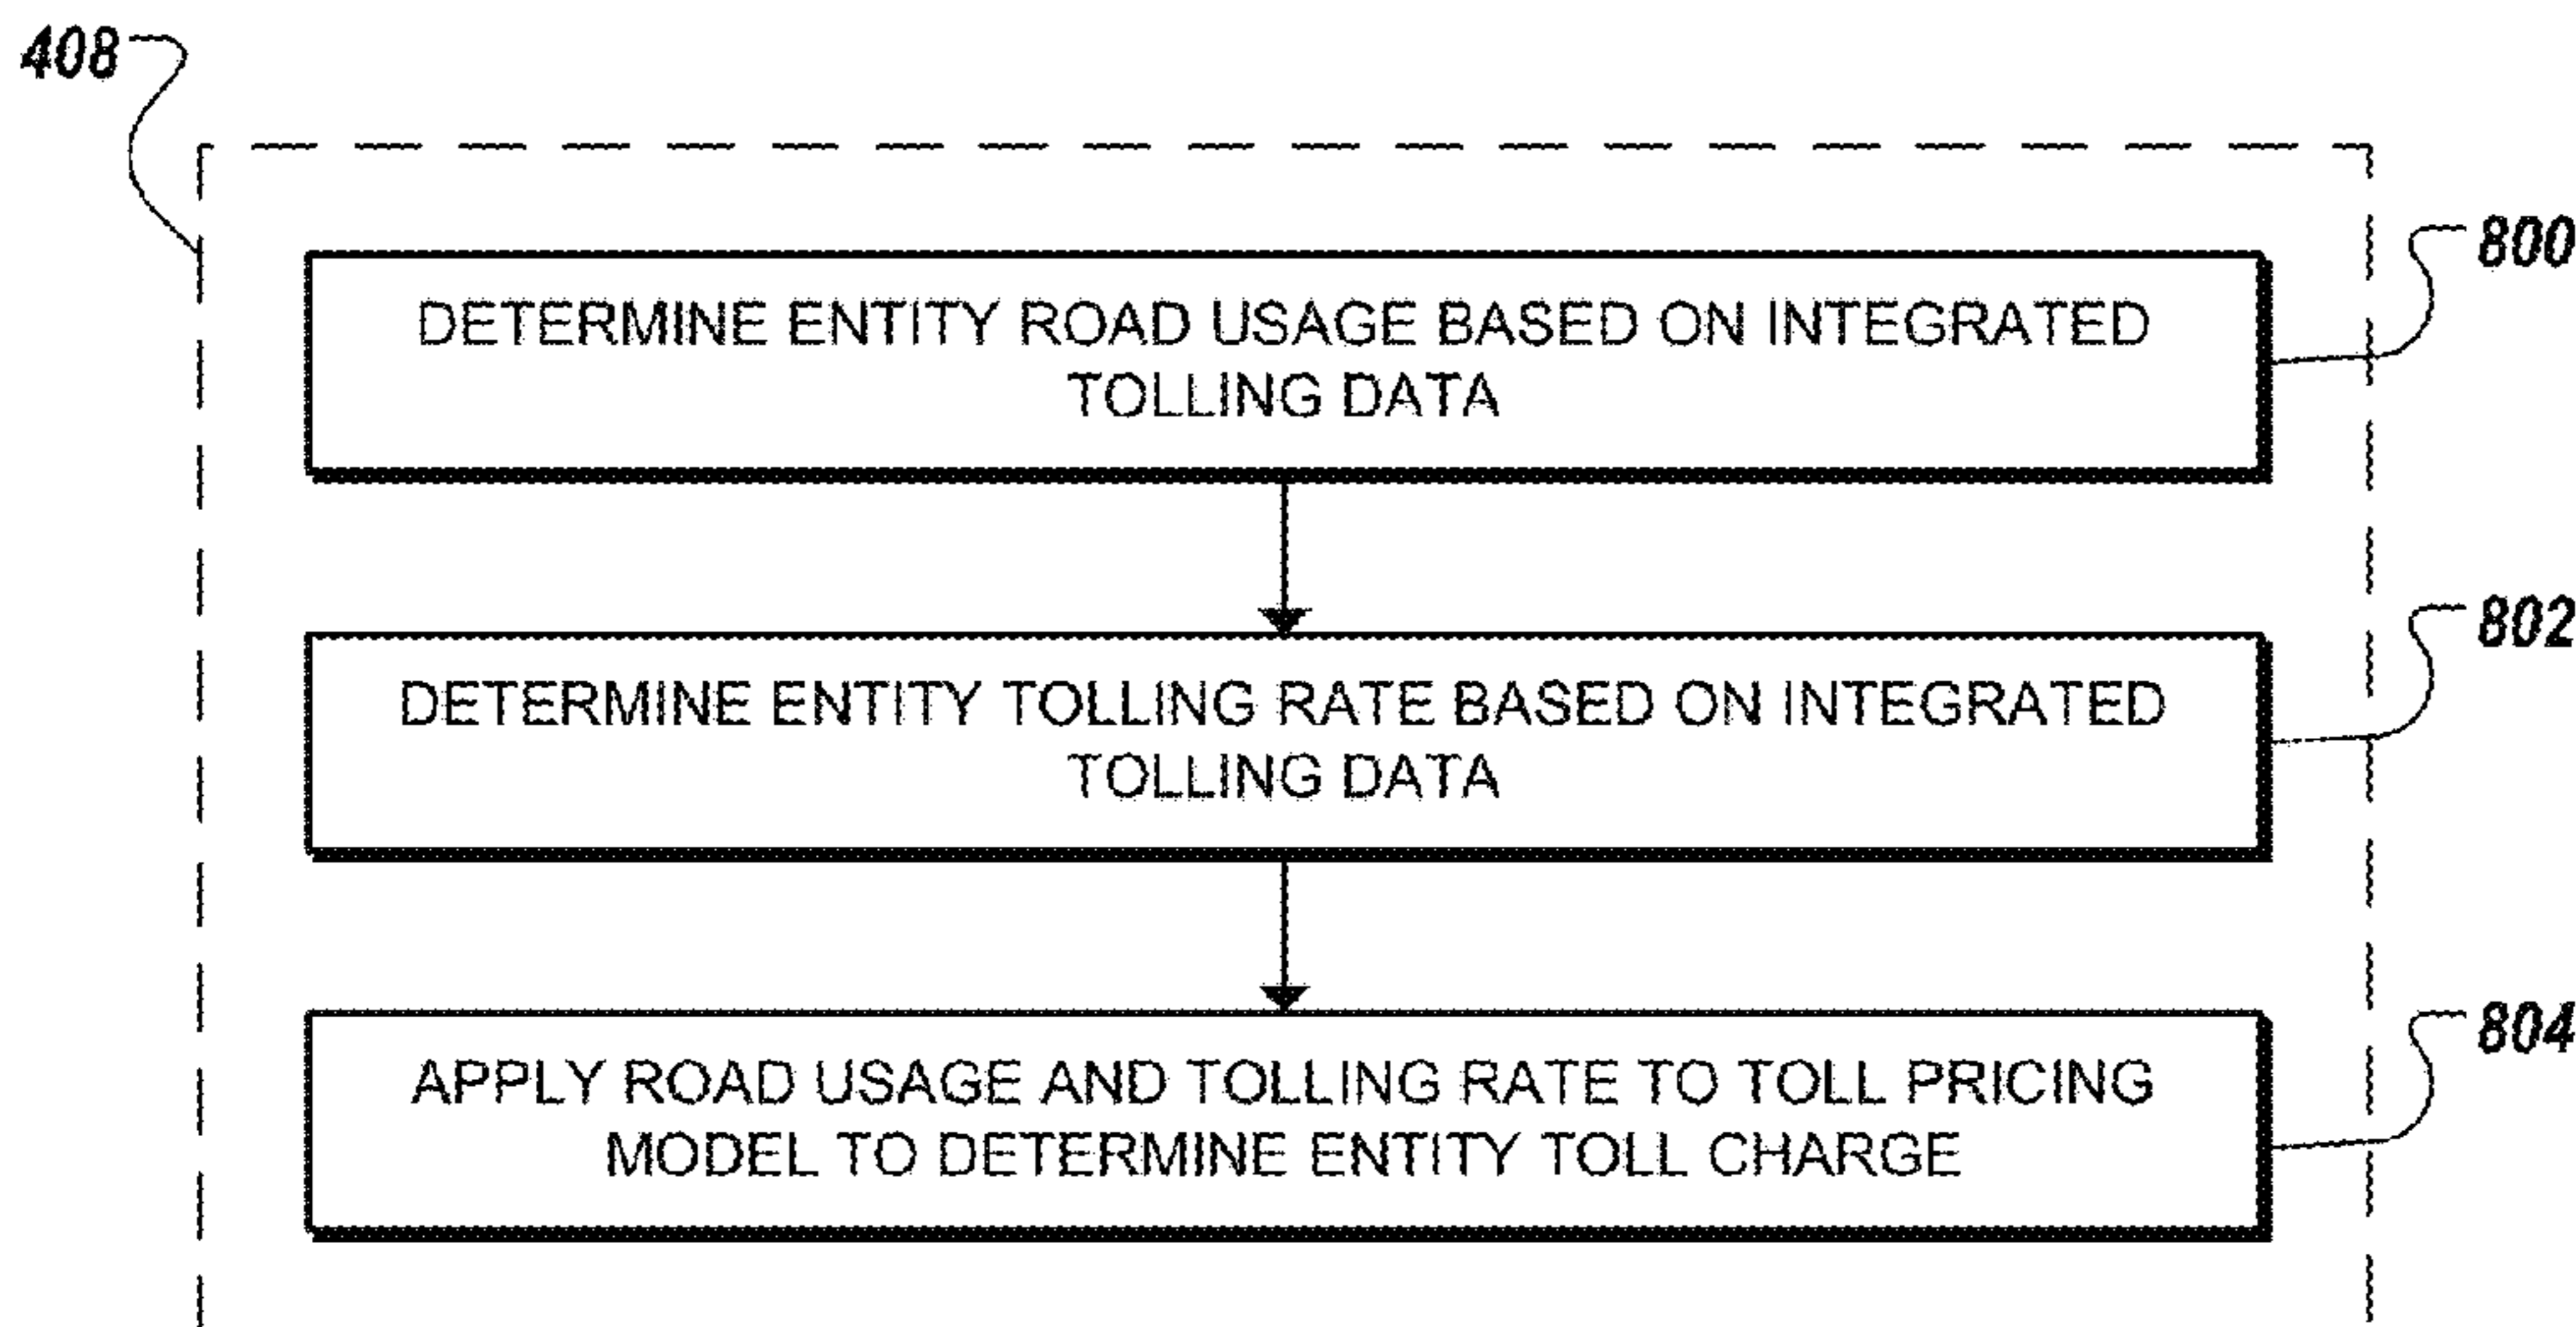 408
800
DETERMINE ENTITY ROAD USAGE BASED ON INTEGRATED
TOLLING DATA
802
DETERMINE ENTITY TOLLING RATE BASED ON INTEGRATED
TOLLING DATA
804
APPLY ROAD USAGE AND TOLLING RATE TO TOLL PRICING
MODEL TO DETERMINE ENTITY TOLL CHARGE